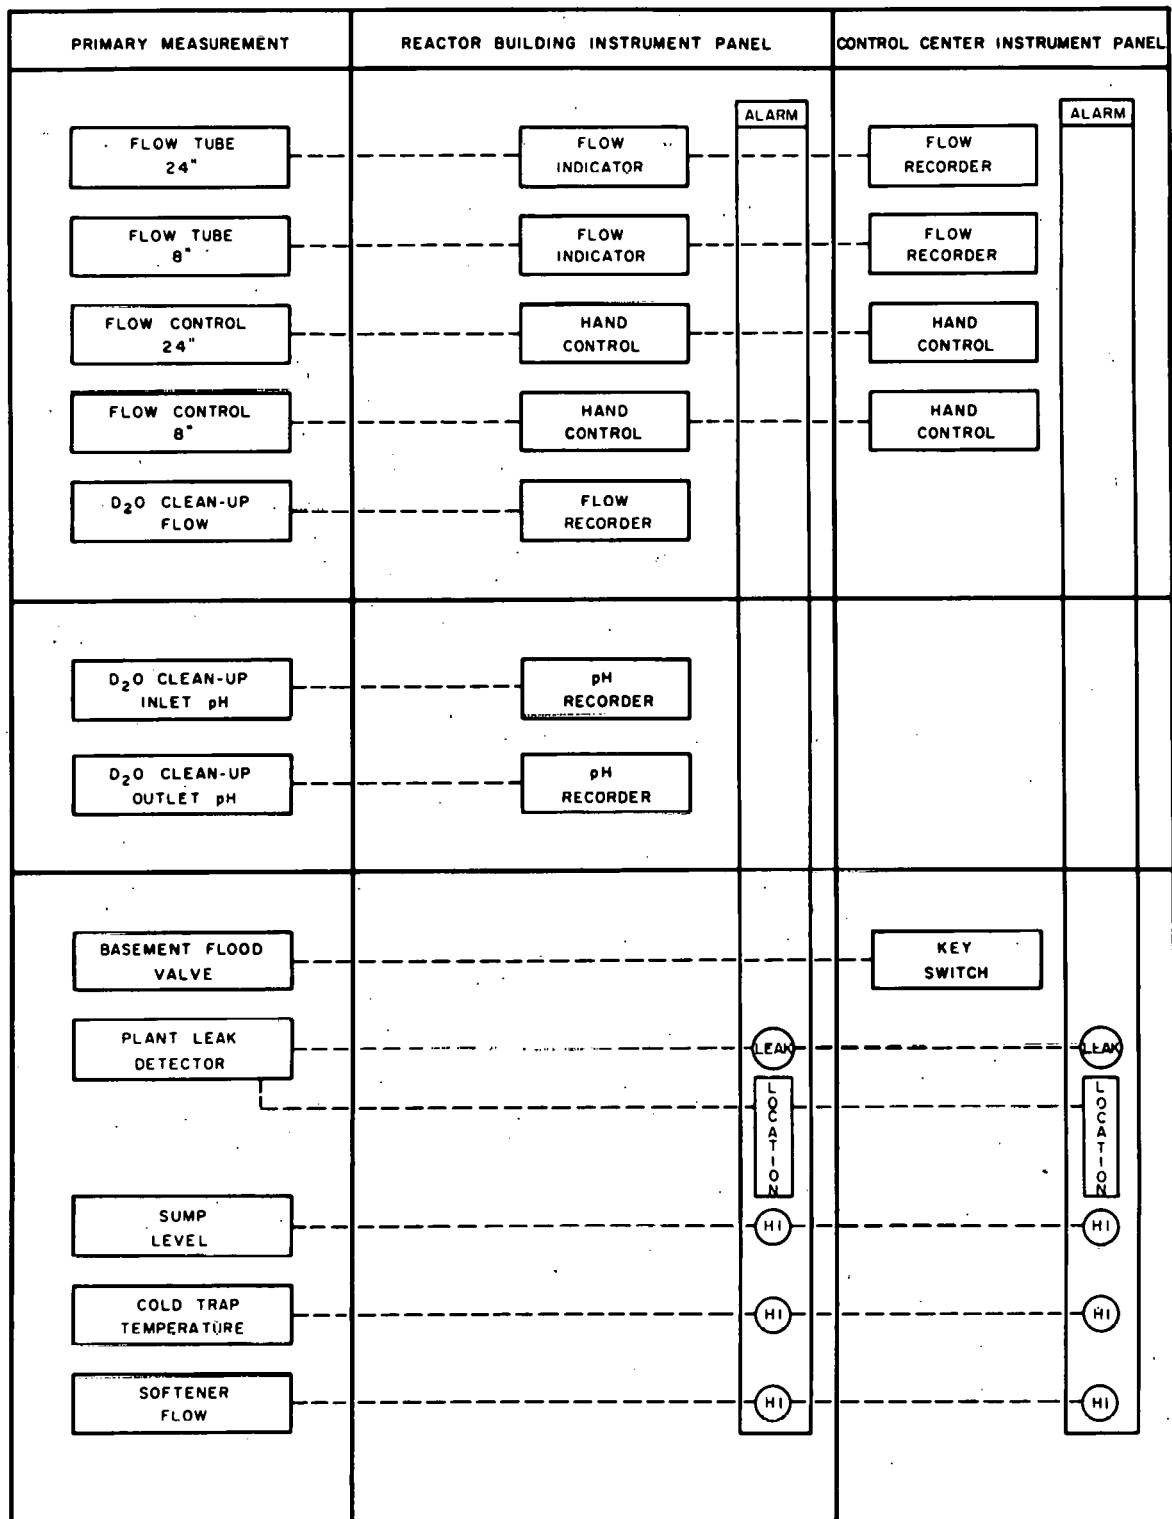 PRIMARY MEASUREMENT
REACTOR BUILDING INSTRUMENT PANEL
CONTROL CENTER INSTRUMENT PANEL
ALARM
ALARM
FLOW TUBE
24"
FLOW
INDICATOR
FLOW
RECORDER
FLOW TUBE
8"
FLOW
INDICATOR
FLOW
RECORDER
FLOW CONTROL
24"
HAND
CONTROL
HAND
CONTROL
FLOW CONTROL
8"
HAND
CONTROL
HAND
CONTROL
D2O CLEAN-UP
FLOW
FLOW
RECORDER
D2O CLEAN-UP
INLET pH
pH
RECORDER
D2O CLEAN-UP
OUTLET pH
pH
RECORDER
BASEMENT FLOOD
VALVE
KEY
SWITCH
PLANT LEAK
DETECTOR
LEAK
LEAK
LOCATION
LOCATION
SUMP
LEVEL
HI
HI
COLD TRAP
TEMPERATURE
HI
HI
SOFTENER
FLOW
HI
HI